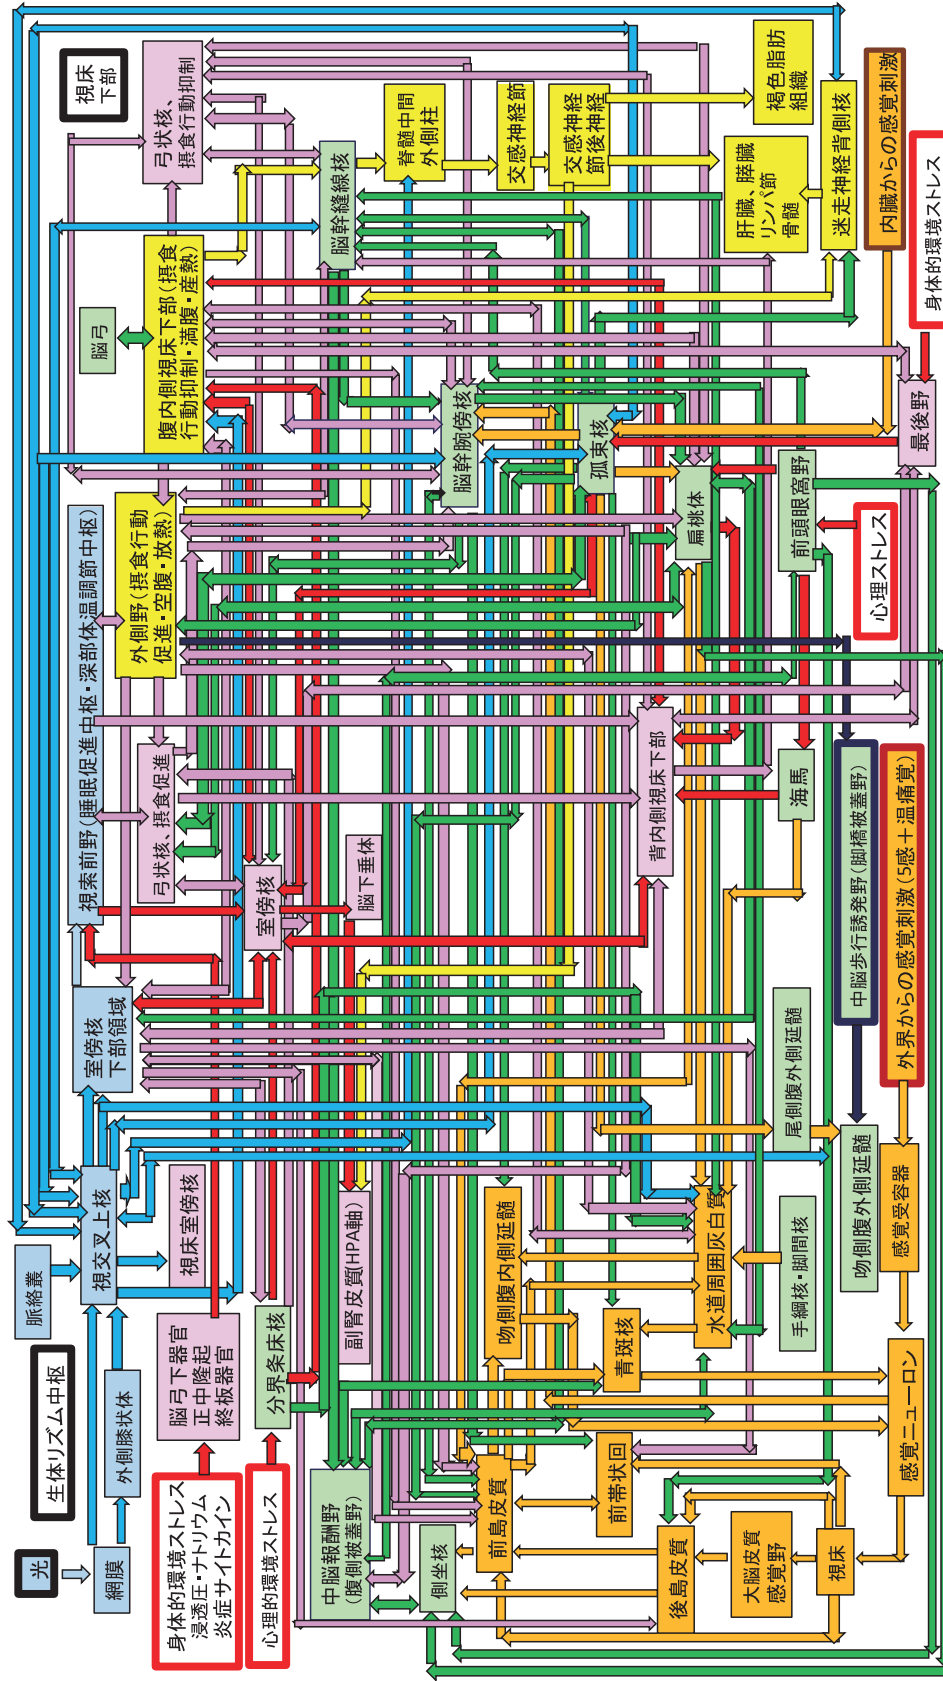 光
網膜
生体リズム中枢
外側膝状体
脈絡叢
視交叉上核
視床室傍核
室傍核
下部領域
視索前野(睡眠促進中枢・深部体温調節中枢)
弓状核、摂食促進
外側野(摂食行動
促進・空腹・放熱)
腹内側視床下部(摂食
行動抑制・満腹・産熱)
脳弓
弓状核、
摂食行動抑制
視床
下部
身体的環境ストレス
浸透圧・ナトリウム
炎症サイトカイン
脳弓下器官
正中隆起
終板器官
心理的環境ストレス
分界条床核
室傍核
脳下垂体
副腎皮質(HPA軸)
脳幹縫線核
脊髄中間
外側柱
交感神経節
交感神経
節後神経
褐色脂肪
組織
肝臓、膵臓
リンパ節
骨髄
迷走神経背側核
内臓からの感覚刺激
身体的環境ストレス
最後野
中脳報酬野
(腹側被蓋野)
側坐核
前島皮質
吻側腹内側延髄
脳幹腕傍核
孤束核
扁桃体
前頭眼窩野
心理ストレス
背内側視床下部
海馬
中脳歩行誘発野(脚橋被蓋野)
外界からの感覚刺激(5感+温痛覚)
前帯状回
青斑核
水道周囲灰白質
手綱核・脚間核
尾側腹外側延髄
吻側腹外側延髄
感覚受容器
感覚ニューロン
後島皮質
大脳皮質
感覚野
視床